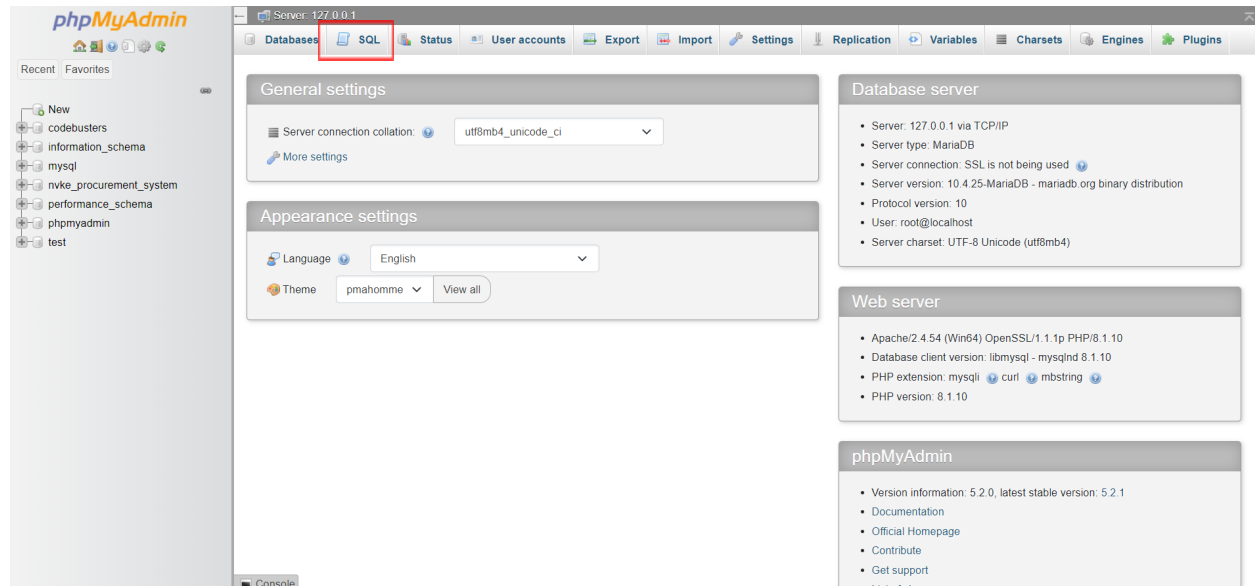 phpMyAdmin
Recent Favorites
New
codebusters
information_schema
mysql
nvke_procurement_system
performance_schema
phpmyadmin
test
Server: 127.0.0.1
Databases SQL Status User accounts Export Import Settings Replication Variables Charsets Engines Plugins
General settings
Server connection collation: utf8mb4_unicode_ci
More settings
Appearance settings
Language English
Theme pmahomme View all
Database server
Server: 127.0.0.1 via TCP/IP
Server type: MariaDB
Server connection: SSL is not being used
Server version: 10.4.25-MariaDB - mariadb.org binary distribution
Protocol version: 10
User: root@localhost
Server charset: UTF-8 Unicode (utf8mb4)
Web server
Apache/2.4.54 (Win64) OpenSSL/1.1.1p PHP/8.1.10
Database client version: libmysql - mysqlnd 8.1.10
PHP extension: mysqli curl mbstring
PHP version: 8.1.10
phpMyAdmin
Version information: 5.2.0, latest stable version: 5.2.1
Documentation
Official Homepage
Contribute
Get support
Console